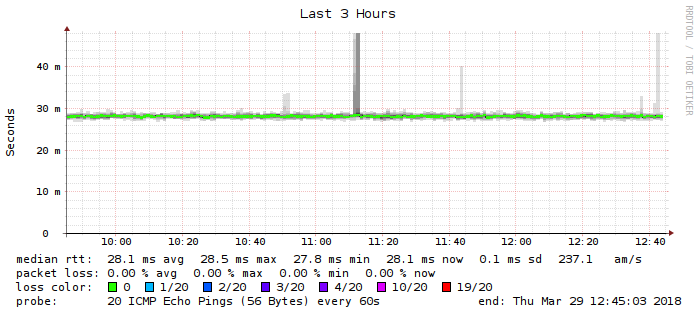 Last 3 Hours
RRDTOOL / TOBI OETIKER
Seconds
40 m
30 m
20 m
10 m
0
10:00 10:20 10:40 11:00 11:20 11:40 12:00 12:20 12:40
median rtt: 28.1 ms avg 28.5 ms max 27.8 ms min 28.1 ms now 0.1 ms sd 237.1 am/s
packet loss: 0.00 % avg 0.00 % max 0.00 % min 0.00 % now
loss color: 0 1/20 2/20 3/20 4/20 10/20 19/20
probe: 20 ICMP Echo Pings (56 Bytes) every 60s end: Thu Mar 29 12:45:03 2018